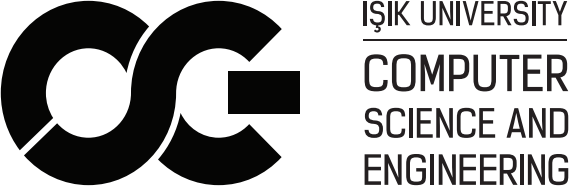 IŞIK UNIVERSITY
COMPUTER
SCIENCE AND
ENGINEERING